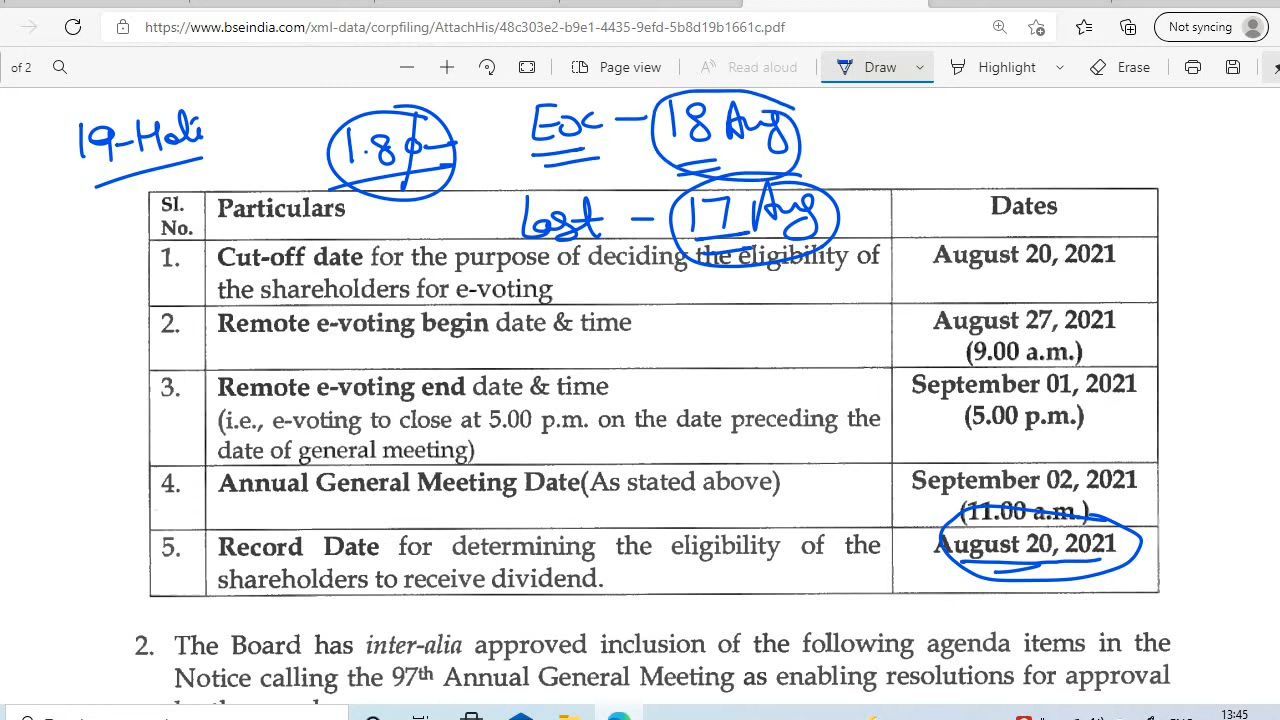 https://www.bseindia.com/xml-data/corpfiling/AttachHis/48c303e2-b9e1-4435-9efd-5b8d19b1661c.pdf
Not syncing
of 2
Page view
Read aloud
Draw
Highlight
Erase
19-Holi
1.80
18 Aug
Last - 17 Aug
Sl. No.
Particulars
Dates
1.
Cut-off date for the purpose of deciding the eligibility of
the shareholders for e-voting
August 20, 2021
2.
Remote e-voting begin date & time
August 27, 2021
(9.00 a.m.)
3.
Remote e-voting end date & time
(i.e., e-voting to close at 5.00 p.m. on the date preceding the
date of general meeting)
September 01, 2021
(5.00 p.m.)
4.
Annual General Meeting Date(As stated above)
September 02, 2021
(11.00 a.m.)
5.
Record Date for determining the eligibility of the
shareholders to receive dividend.
August 20, 2021
2. The Board has inter-alia approved inclusion of the following agenda items in the
Notice calling the 97th Annual General Meeting as enabling resolutions for approval
13:45